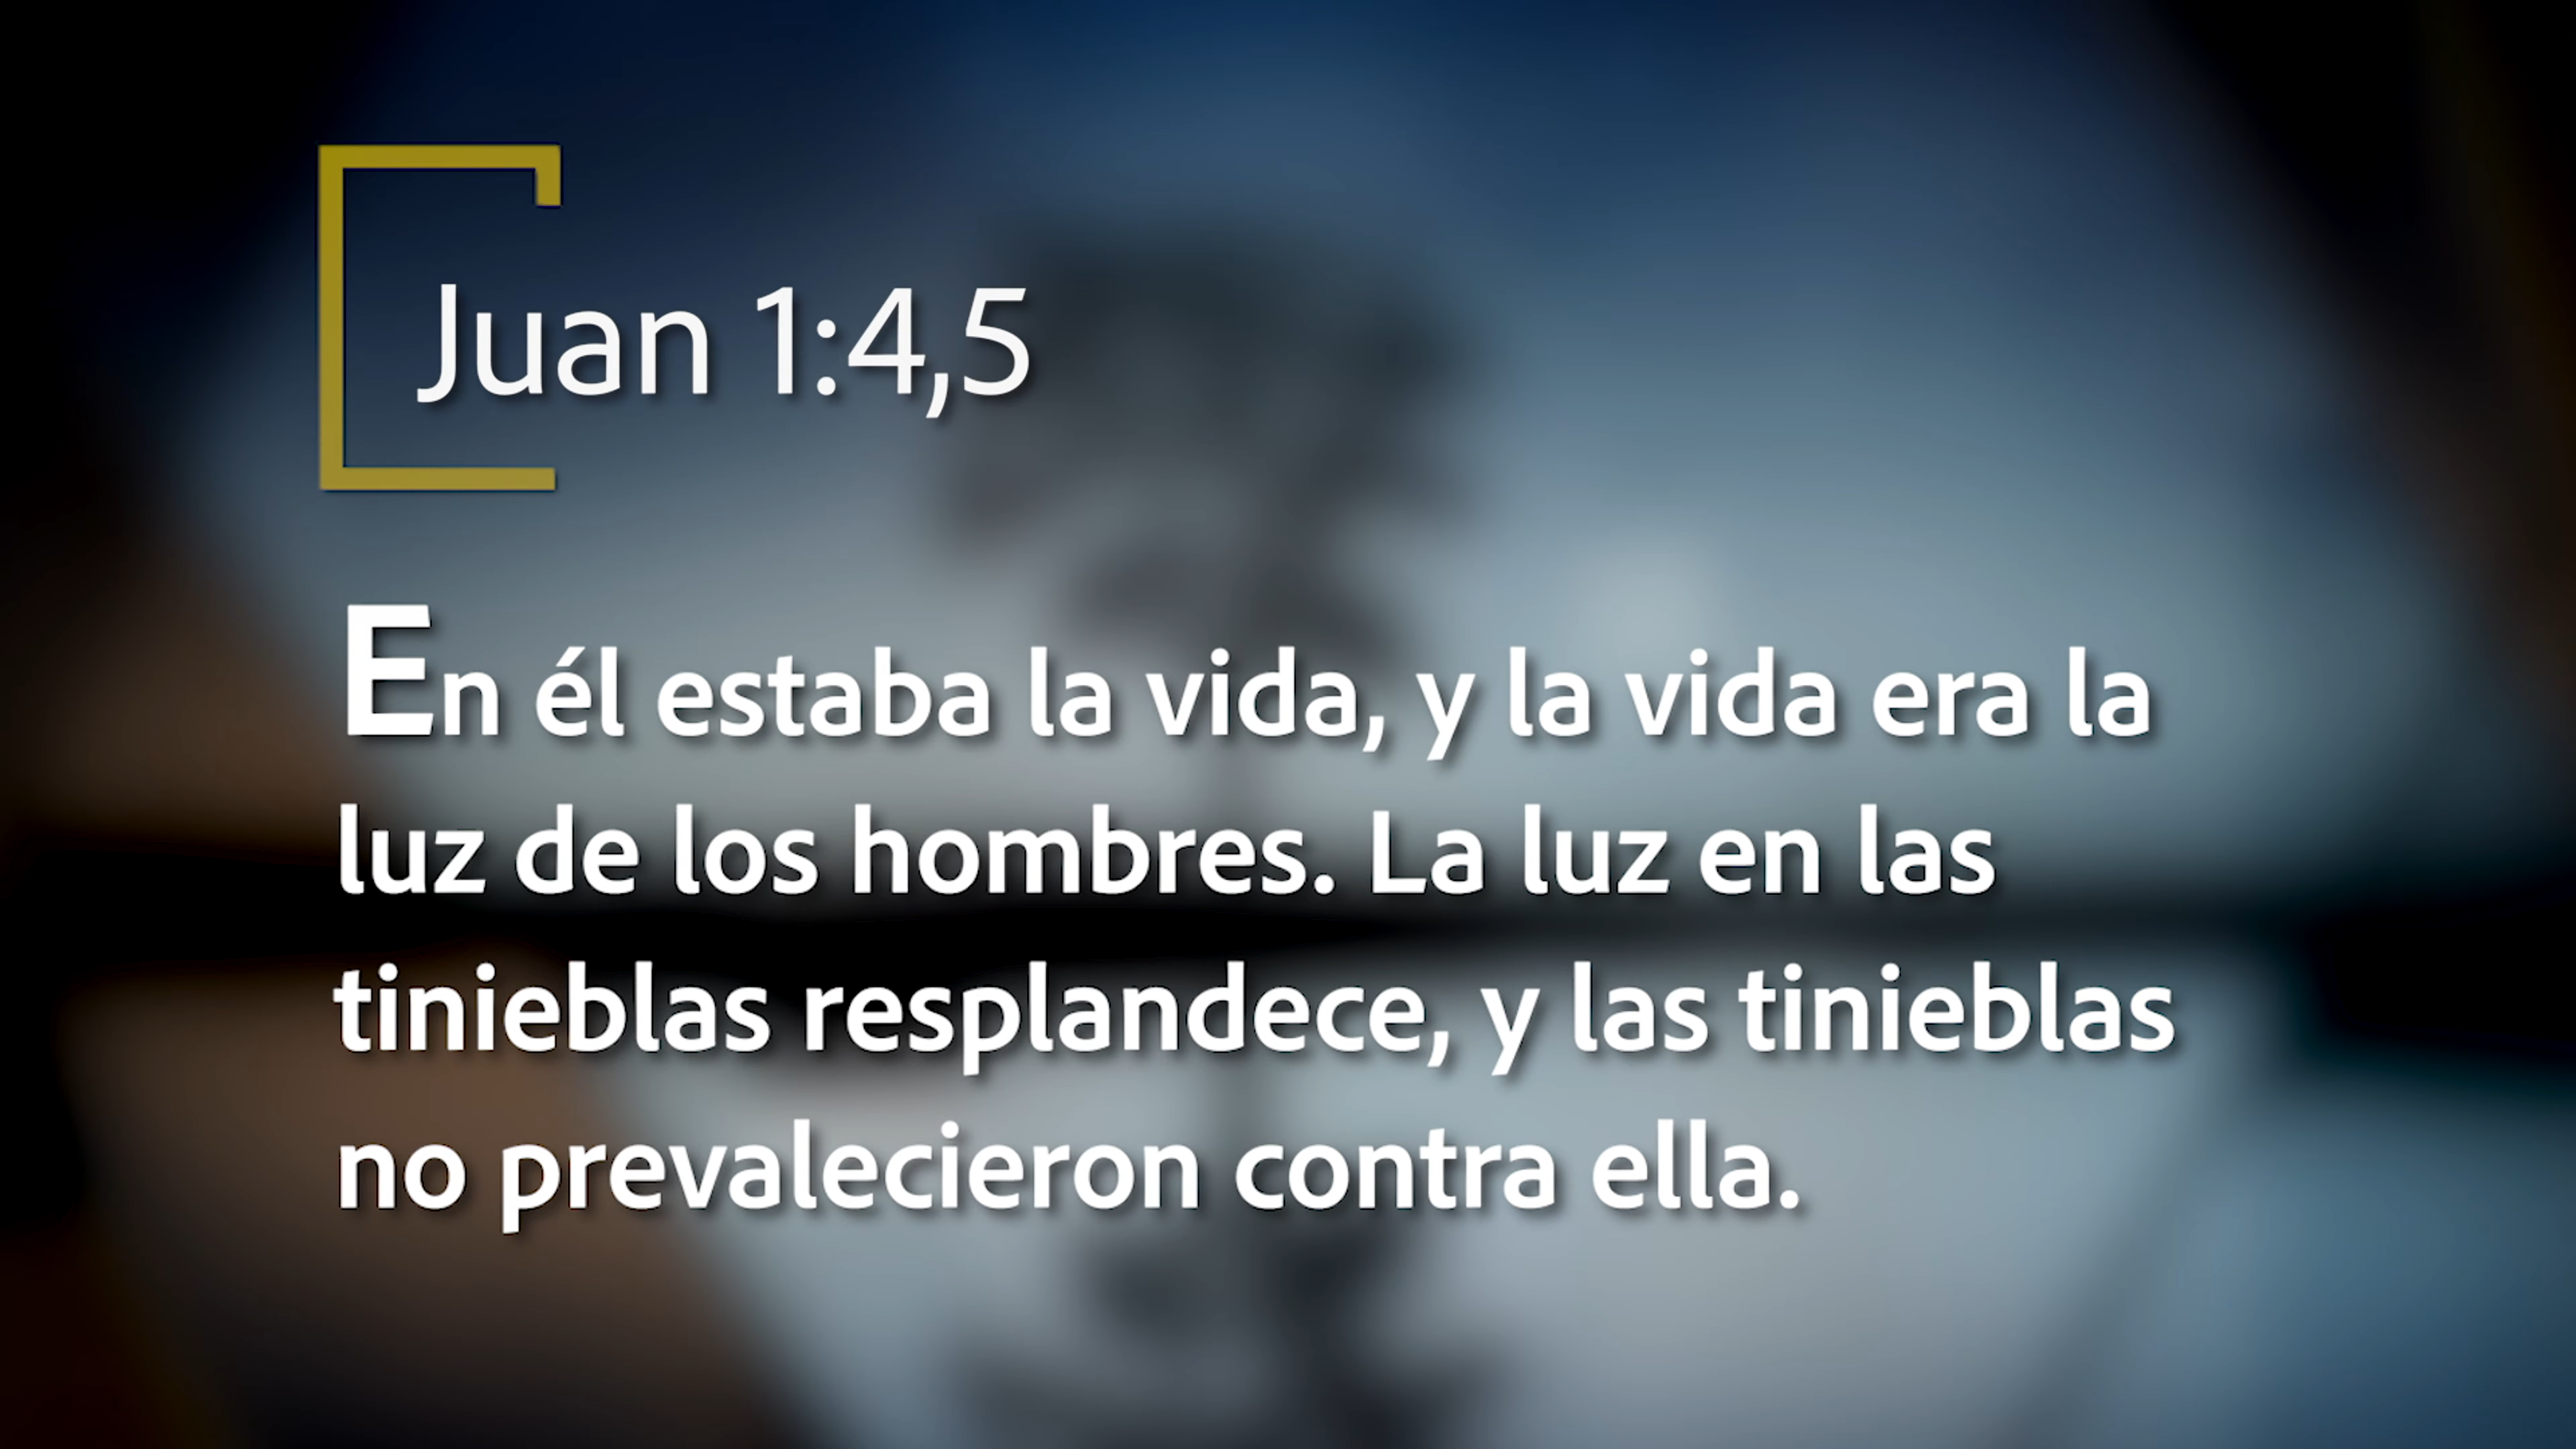 Juan 1:4,5
En él estaba la vida, y la vida era la
luz de los hombres. La luz en las
tinieblas resplandece, y las tinieblas
no prevalecieron contra ella.